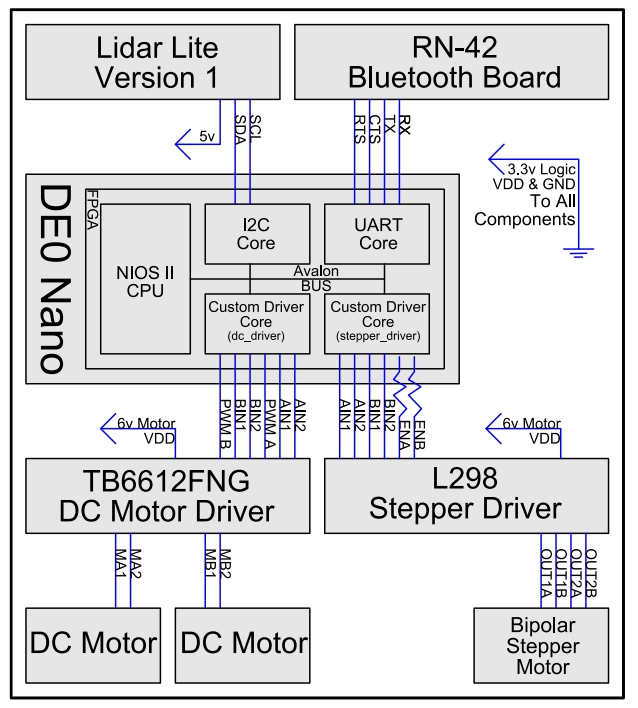 Lidar Lite
Version 1
RN-42
Bluetooth Board
5v
SDA
SCL
RTS
CTS
TX
RX
3.3v Logic
VDD & GND
To All
Components
DE0 Nano
FPGA
NIOS II
CPU
I2C
Core
UART
Core
Avalon
BUS
Custom Driver
Core
(dc_driver)
Custom Driver
Core
(stepper_driver)
PWM B
BIN1
BIN2
PWM A
AIN1
AIN2
AIN1
AIN2
BIN1
BIN2
ENA
ENB
6v Motor
VDD
6v Motor
VDD
TB6612FNG
DC Motor Driver
L298
Stepper Driver
MA1
MA2
MB1
MB2
OUT1A
OUT1B
OUT2A
OUT2B
DC Motor
DC Motor
Bipolar
Stepper
Motor